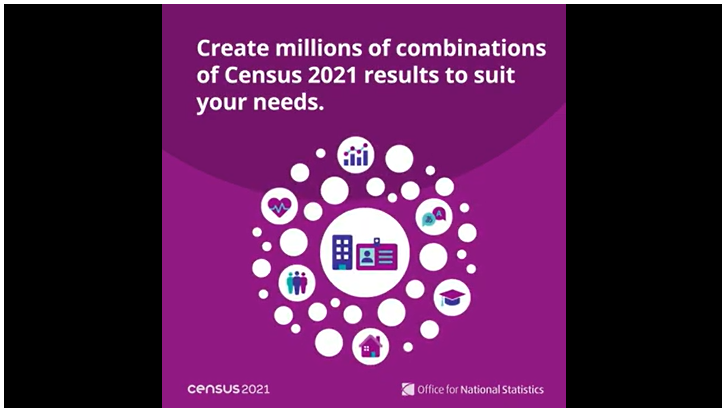 Create millions of combinations
of Census 2021 results to suit
your needs.
A
census2021
Office for National Statistics